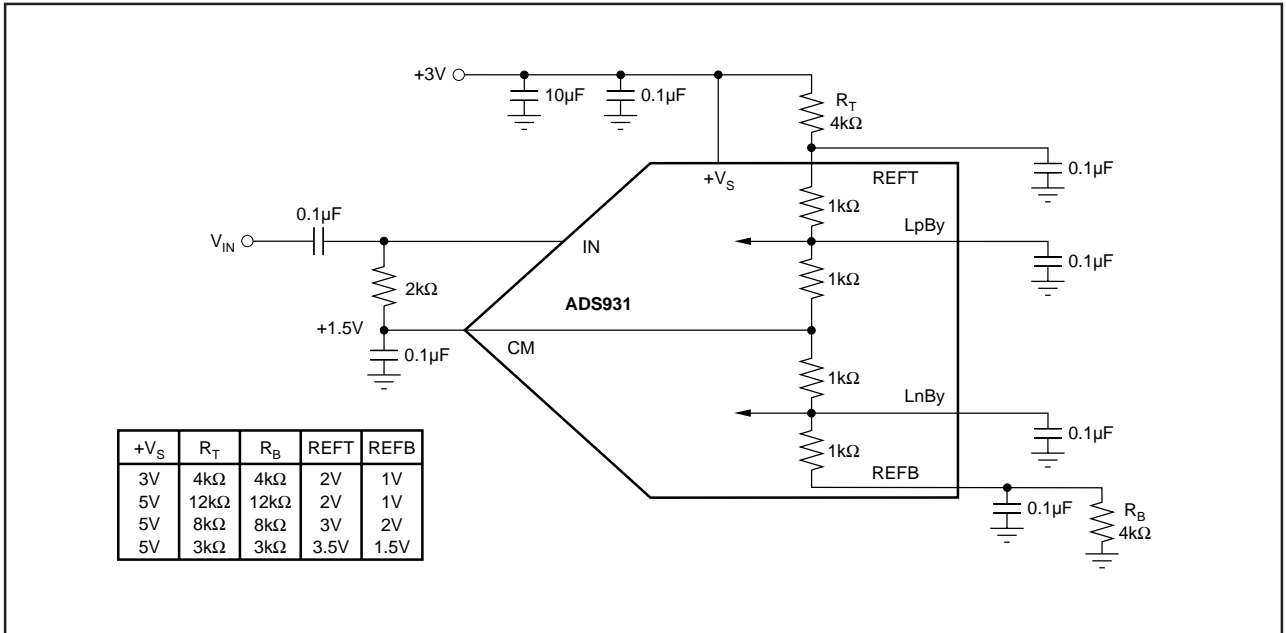 +3V
10µF
0.1µF
R_T
4kΩ
0.1µF
+V_S
REFT
1kΩ
0.1µF
V_IN
IN
LpBy
0.1µF
2kΩ
1kΩ
ADS931
+1.5V
0.1µF
CM
1kΩ
LnBy
0.1µF
1kΩ
REFB
0.1µF
R_B
4kΩ
+V_S R_T R_B REFT REFB
3V 4kΩ 4kΩ 2V 1V
5V 12kΩ 12kΩ 2V 1V
5V 8kΩ 8kΩ 3V 2V
5V 3kΩ 3kΩ 3.5V 1.5V